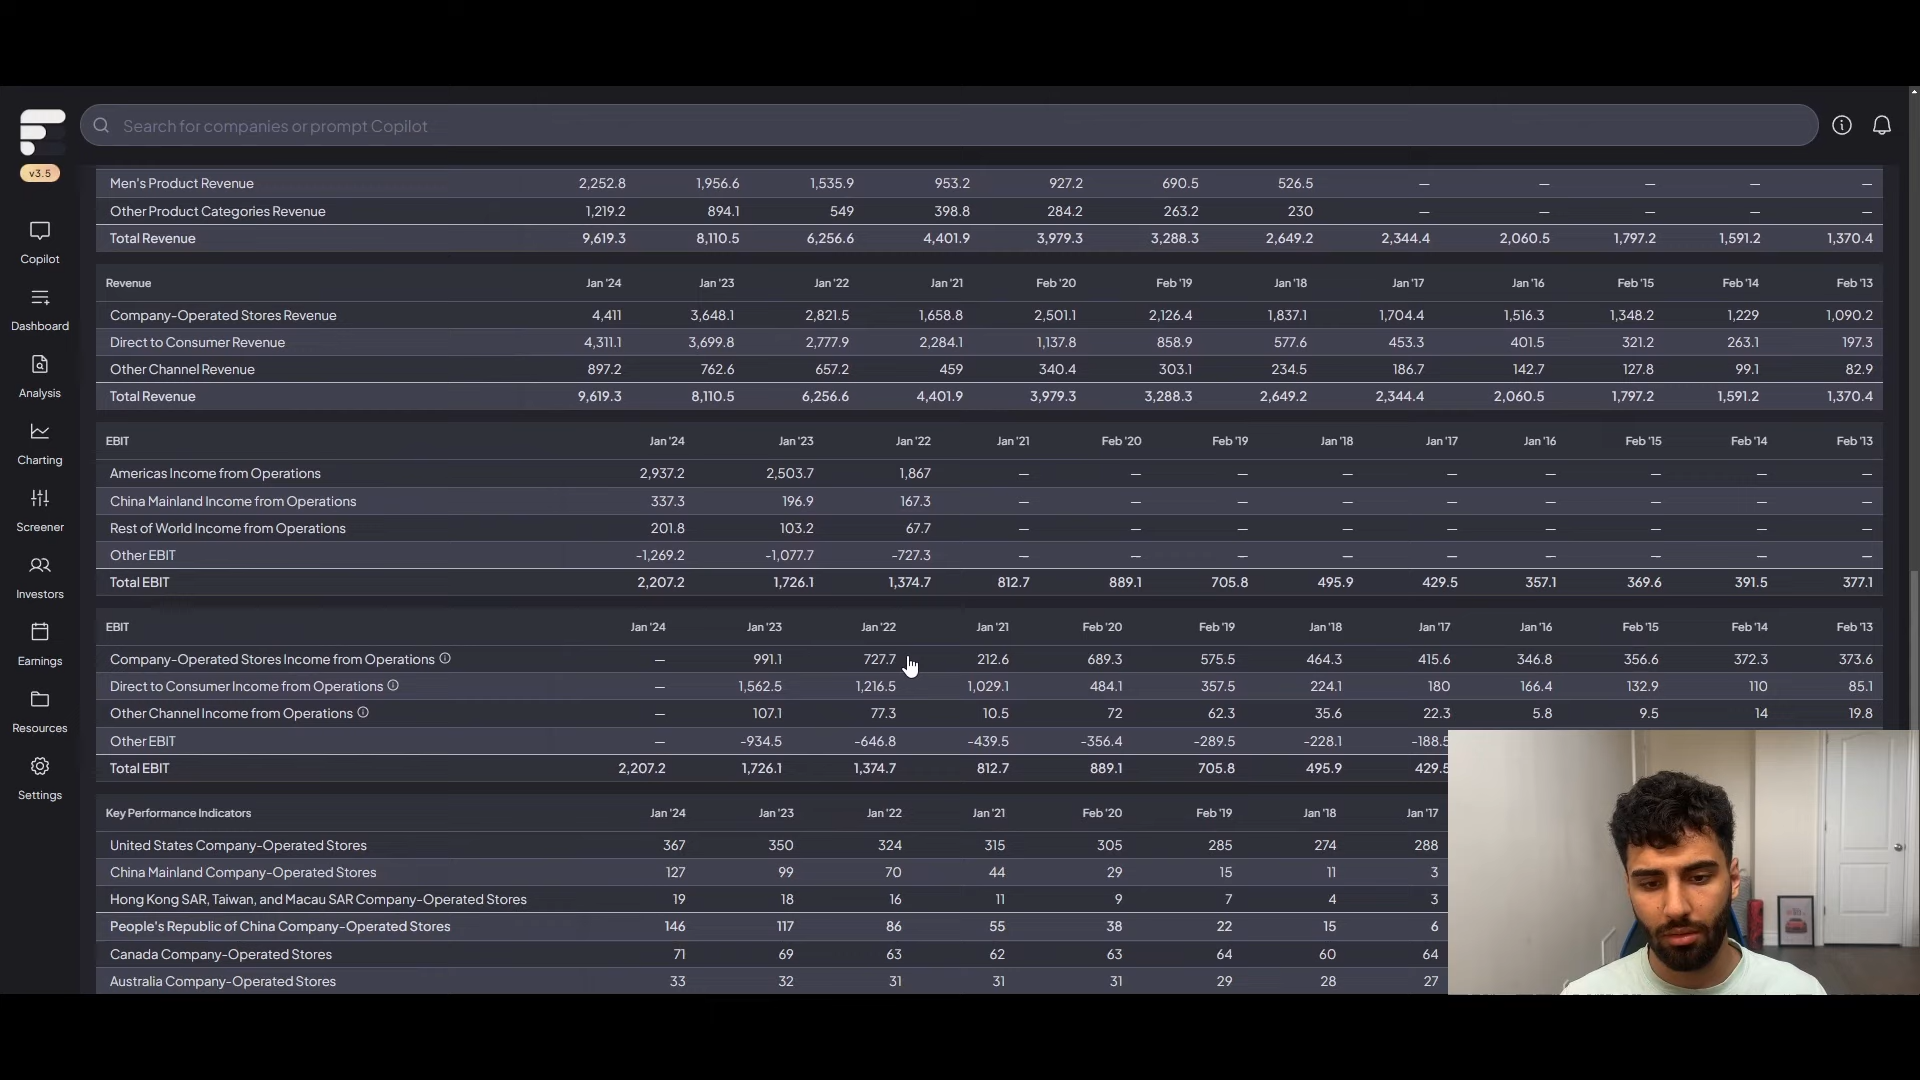 Search for companies or prompt Copilot
v3.5
Copilot
Dashboard
Analysis
Charting
Screener
Investors
Earnings
Resources
Settings
Men's Product Revenue 2,252.8 1,956.6 1,535.9 953.2 927.2 690.5 526.5 — — — — —
Other Product Categories Revenue 1,219.2 894.1 549 398.8 284.2 263.2 230 — — — — —
Total Revenue 9,619.3 8,110.5 6,256.6 4,401.9 3,979.3 3,288.3 2,649.2 2,344.4 2,060.5 1,797.2 1,591.2 1,370.4
Revenue Jan '24 Jan '23 Jan '22 Jan '21 Feb '20 Feb '19 Jan '18 Jan '17 Jan '16 Feb '15 Feb '14 Feb '13
Company-Operated Stores Revenue 4,411 3,648.1 2,821.5 1,658.8 2,501.1 2,126.4 1,837.1 1,704.4 1,516.3 1,348.2 1,229 1,090.2
Direct to Consumer Revenue 4,311.1 3,699.8 2,777.9 2,284.1 1,137.8 858.9 577.6 453.3 401.5 321.2 263.1 197.3
Other Channel Revenue 897.2 762.6 657.2 459 340.4 303.1 234.5 186.7 142.7 127.8 99.1 82.9
Total Revenue 9,619.3 8,110.5 6,256.6 4,401.9 3,979.3 3,288.3 2,649.2 2,344.4 2,060.5 1,797.2 1,591.2 1,370.4
EBIT Jan '24 Jan '23 Jan '22 Jan '21 Feb '20 Feb '19 Jan '18 Jan '17 Jan '16 Feb '15 Feb '14 Feb '13
Americas Income from Operations 2,937.2 2,503.7 1,867 — — — — — — — — —
China Mainland Income from Operations 337.3 196.9 167.3 — — — — — — — — —
Rest of World Income from Operations 201.8 103.2 67.7 — — — — — — — — —
Other EBIT -1,269.2 -1,077.7 -727.3 — — — — — — — — —
Total EBIT 2,207.2 1,726.1 1,374.7 812.7 889.1 705.8 495.9 429.5 357.1 369.6 391.5 377.1
EBIT Jan '24 Jan '23 Jan '22 Jan '21 Feb '20 Feb '19 Jan '18 Jan '17 Jan '16 Feb '15 Feb '14 Feb '13
Company-Operated Stores Income from Operations — 991.1 727.7 212.6 689.3 575.5 464.3 415.6 346.8 356.6 372.3 373.6
Direct to Consumer Income from Operations — 1,562.5 1,216.5 1,029.1 484.1 357.5 224.1 180 166.4 132.9 110 85.1
Other Channel Income from Operations — 107.1 77.3 10.5 72 62.3 35.6 22.3 5.8 9.5 14 19.8
Other EBIT — -934.5 -646.8 -439.5 -356.4 -289.5 -228.1 -188.5
Total EBIT 2,207.2 1,726.1 1,374.7 812.7 889.1 705.8 495.9 429.5
Key Performance Indicators Jan '24 Jan '23 Jan '22 Jan '21 Feb '20 Feb '19 Jan '18 Jan '17
United States Company-Operated Stores 367 350 324 315 305 285 274 288
China Mainland Company-Operated Stores 127 99 70 44 29 15 11 3
Hong Kong SAR, Taiwan, and Macau SAR Company-Operated Stores 19 18 16 11 9 7 4 3
People's Republic of China Company-Operated Stores 146 117 86 55 38 22 15 6
Canada Company-Operated Stores 71 69 63 62 63 64 60 64
Australia Company-Operated Stores 33 32 31 31 31 29 28 27